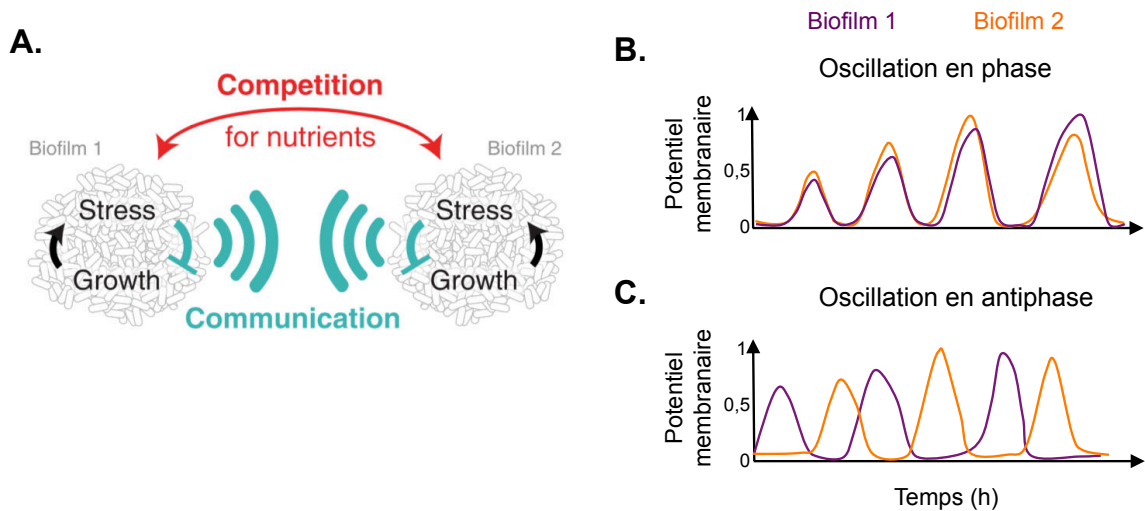 A.
Competition
for nutrients
Biofilm 1
Biofilm 2
Stress
Growth
Stress
Growth
Communication
Biofilm 1
Biofilm 2
B.
Oscillation en phase
Potentiel
membranaire
1
0,5
0
C.
Oscillation en antiphase
Potentiel
membranaire
1
0,5
0
Temps (h)